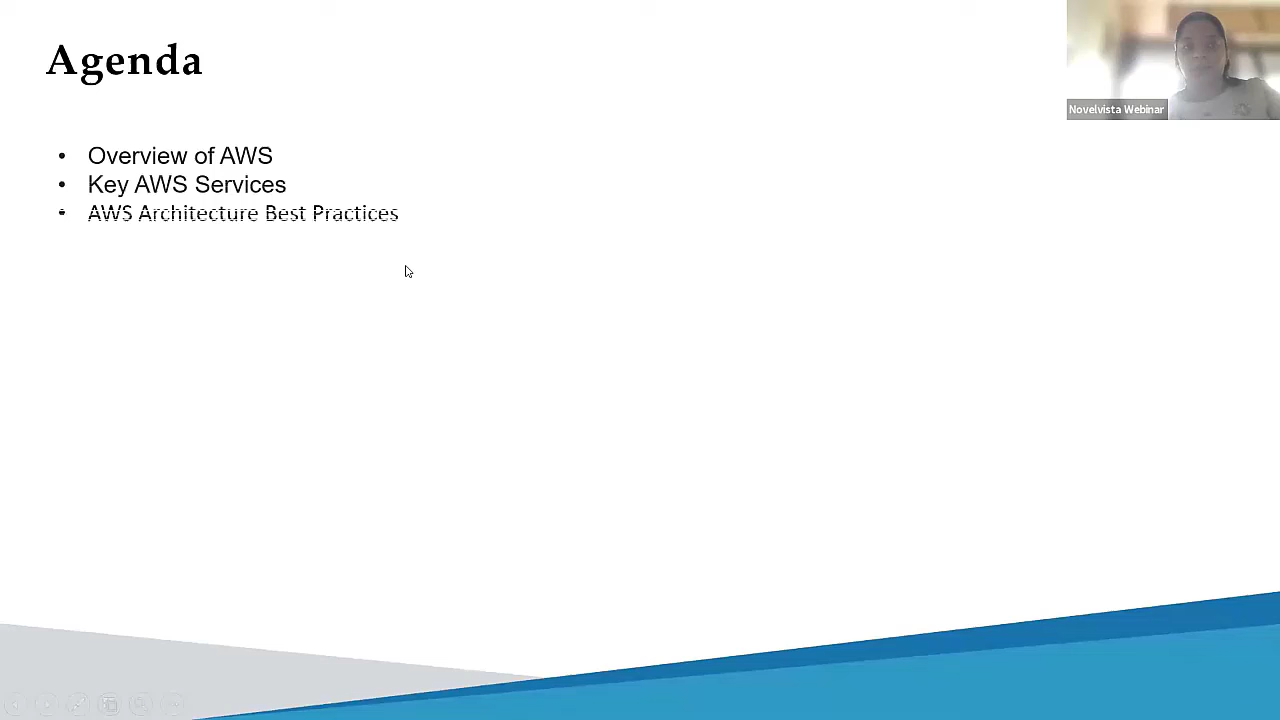 Agenda
Novelvista Webinar
• Overview of AWS
• Key AWS Services
• AWS Architecture Best Practices